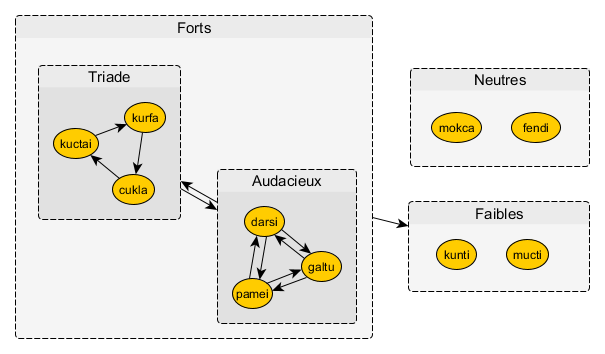 Forts
Triade
kurfa
kuctai
cukla
Audacieux
darsi
galtu
pamei
Neutres
mokca
fendi
Faibles
kunti
mucti